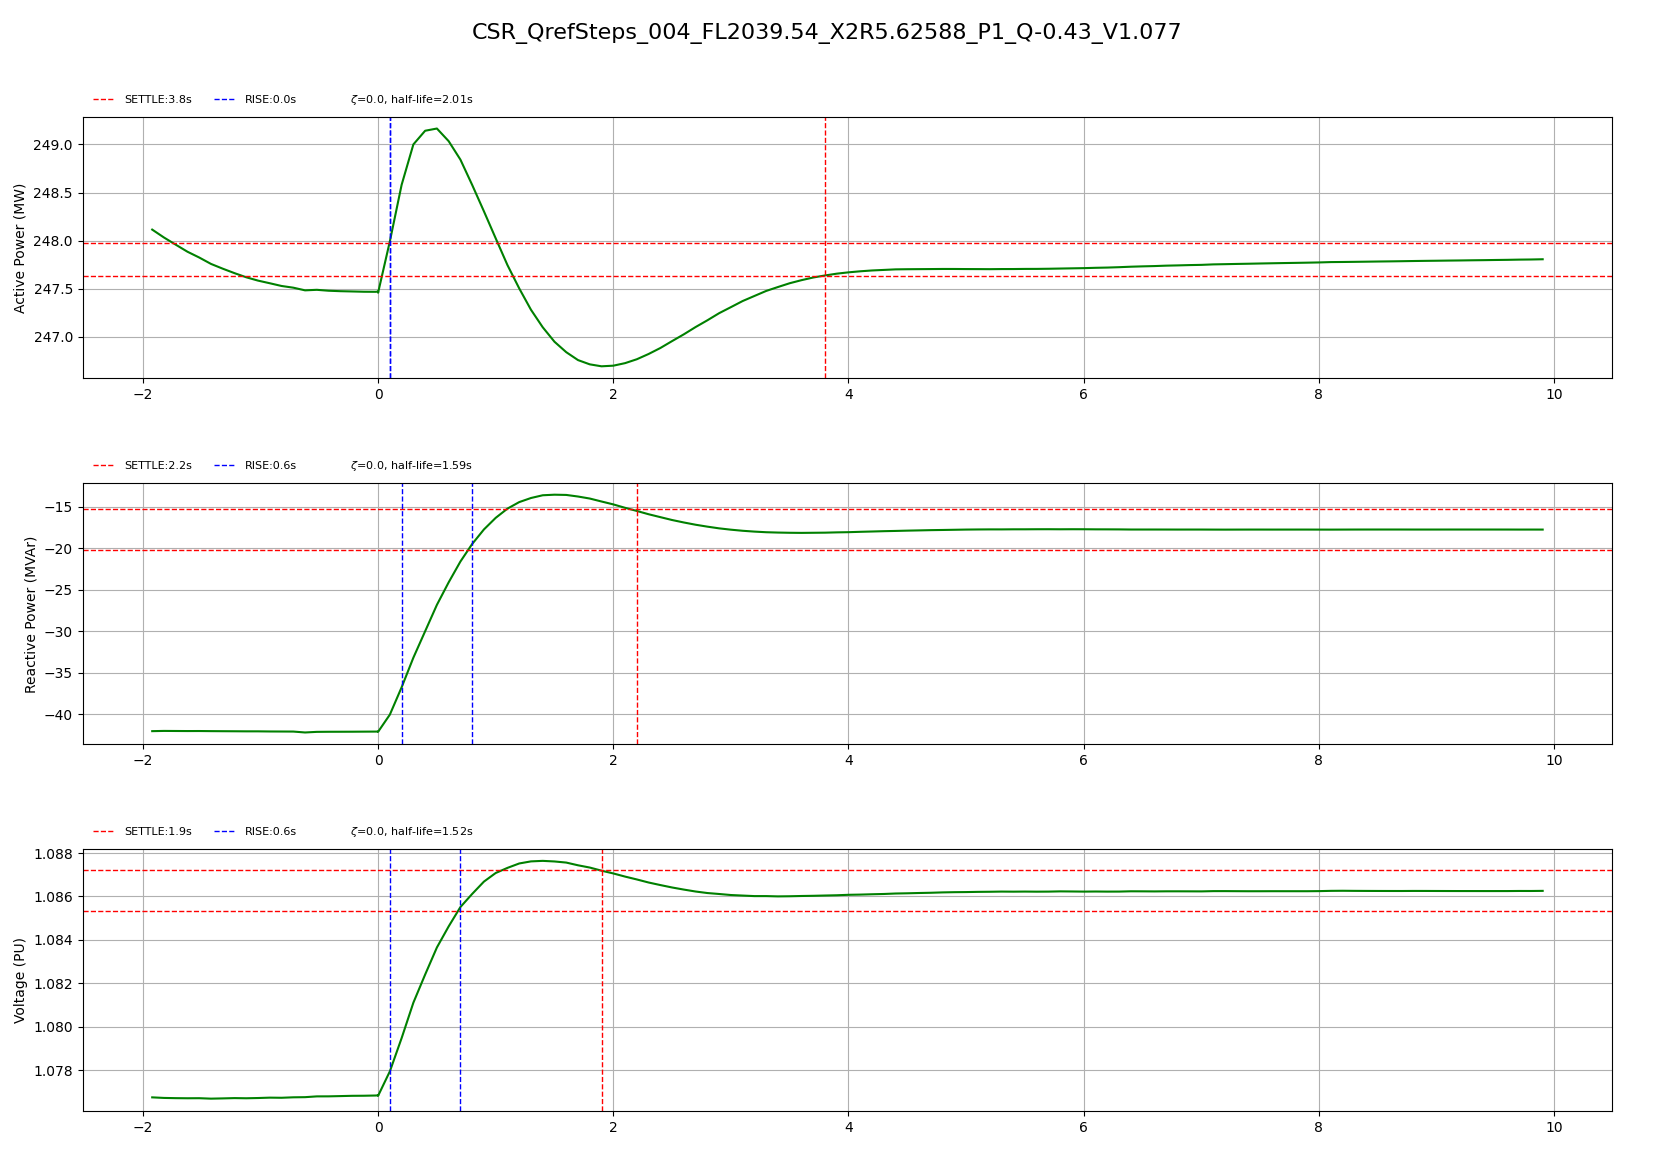 CSR_QrefSteps_004_FL2039.54_X2R5.62588_P1_Q-0.43_V1.077
SETTLE:3.8s RISE:0.0s ζ=0.0, half-life=2.01s
Active Power (MW)
249.0
248.5
248.0
247.5
247.0
−2 0 2 4 6 8 10
SETTLE:2.2s RISE:0.6s ζ=0.0, half-life=1.59s
Reactive Power (MVAr)
−15
−20
−25
−30
−35
−40
−2 0 2 4 6 8 10
SETTLE:1.9s RISE:0.6s ζ=0.0, half-life=1.52s
Voltage (PU)
1.088
1.086
1.084
1.082
1.080
1.078
−2 0 2 4 6 8 10